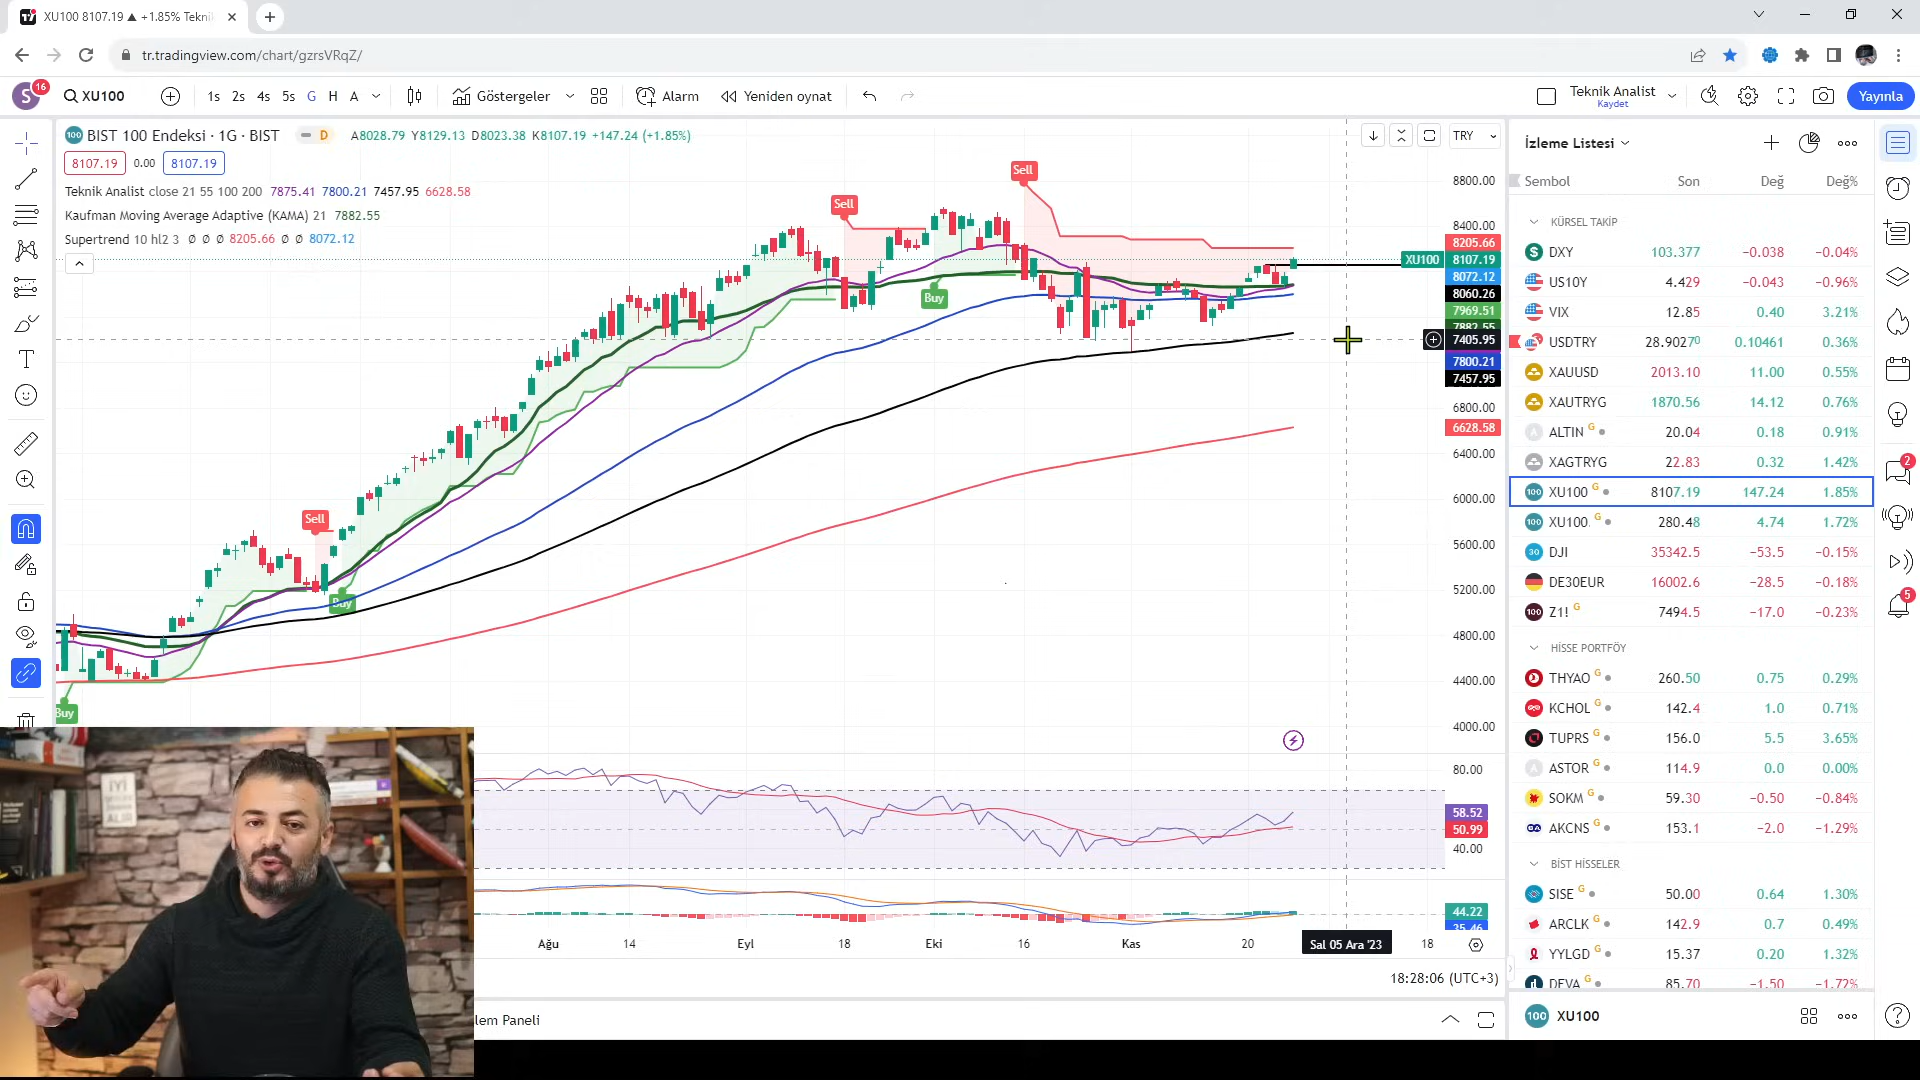 XU100 8107.19 ▲ +1.85% Tekni
tr.tradingview.com/chart/gzrsVRqZ/
S 16 XU100 1s 2s 4s 5s G H A Göstergeler Alarm Yeniden oynat Teknik Analist Kaydet Yayınla
BIST 100 Endeksi · 1G · BIST D A8028.79 Y8129.13 D8023.38 K8107.19 +147.24 (+1.85%)
TRY
8107.19 0.00 8107.19
Teknik Analist close 21 55 100 200 7875.41 7800.21 7457.95 6628.58
Kaufman Moving Average Adaptive (KAMA) 21 7882.55
Supertrend 10 hl2 3 Ø Ø Ø 8205.66 Ø Ø 8072.12
Sell
Sell
Sell
Sell
Buy
Buy
Buy
8800.00
8400.00
8205.66
XU100 8107.19
8072.12
8060.26
7969.51
7882.55
7405.95
7800.21
7457.95
6800.00
6628.58
6400.00
6000.00
5600.00
5200.00
4800.00
4400.00
4000.00
80.00
58.52
50.99
40.00
44.22
25.46
Ağu 14 Eyl 18 Eki 16 Kas 20 Sal 05 Ara '23 18
18:28:06 (UTC+3)
lem Paneli
İYİ
ALIR
İzleme Listesi
Sembol Son Değ Değ%
KÜRSEL TAKİP
DXY 103.377 −0.038 −0.04%
US10Y 4.429 −0.043 −0.96%
VIX 12.85 0.40 3.21%
USDTRY 28.90270 0.10461 0.36%
XAUUSD 2013.10 11.00 0.55%
XAUTRYG 1870.56 14.12 0.76%
ALTIN G 20.04 0.18 0.91%
XAGTRYG 22.83 0.32 1.42%
XU100 G 8107.19 147.24 1.85%
XU100. G 280.48 4.74 1.72%
DJI 35342.5 −53.5 −0.15%
DE30EUR 16002.6 −28.5 −0.18%
Z1! G 7494.5 −17.0 −0.23%
HİSSE PORTFÖY
THYAO G 260.50 0.75 0.29%
KCHOL G 142.4 1.0 0.71%
TUPRS G 156.0 5.5 3.65%
ASTOR G 114.9 0.0 0.00%
SOKM G 59.30 −0.50 −0.84%
AKCNS G 153.1 −2.0 −1.29%
BİST HİSSELER
SISE G 50.00 0.64 1.30%
ARCLK G 142.9 0.7 0.49%
YYLGD G 15.37 0.20 1.32%
DEVA G 85.70 −1.50 −1.72%
XU100
2
5